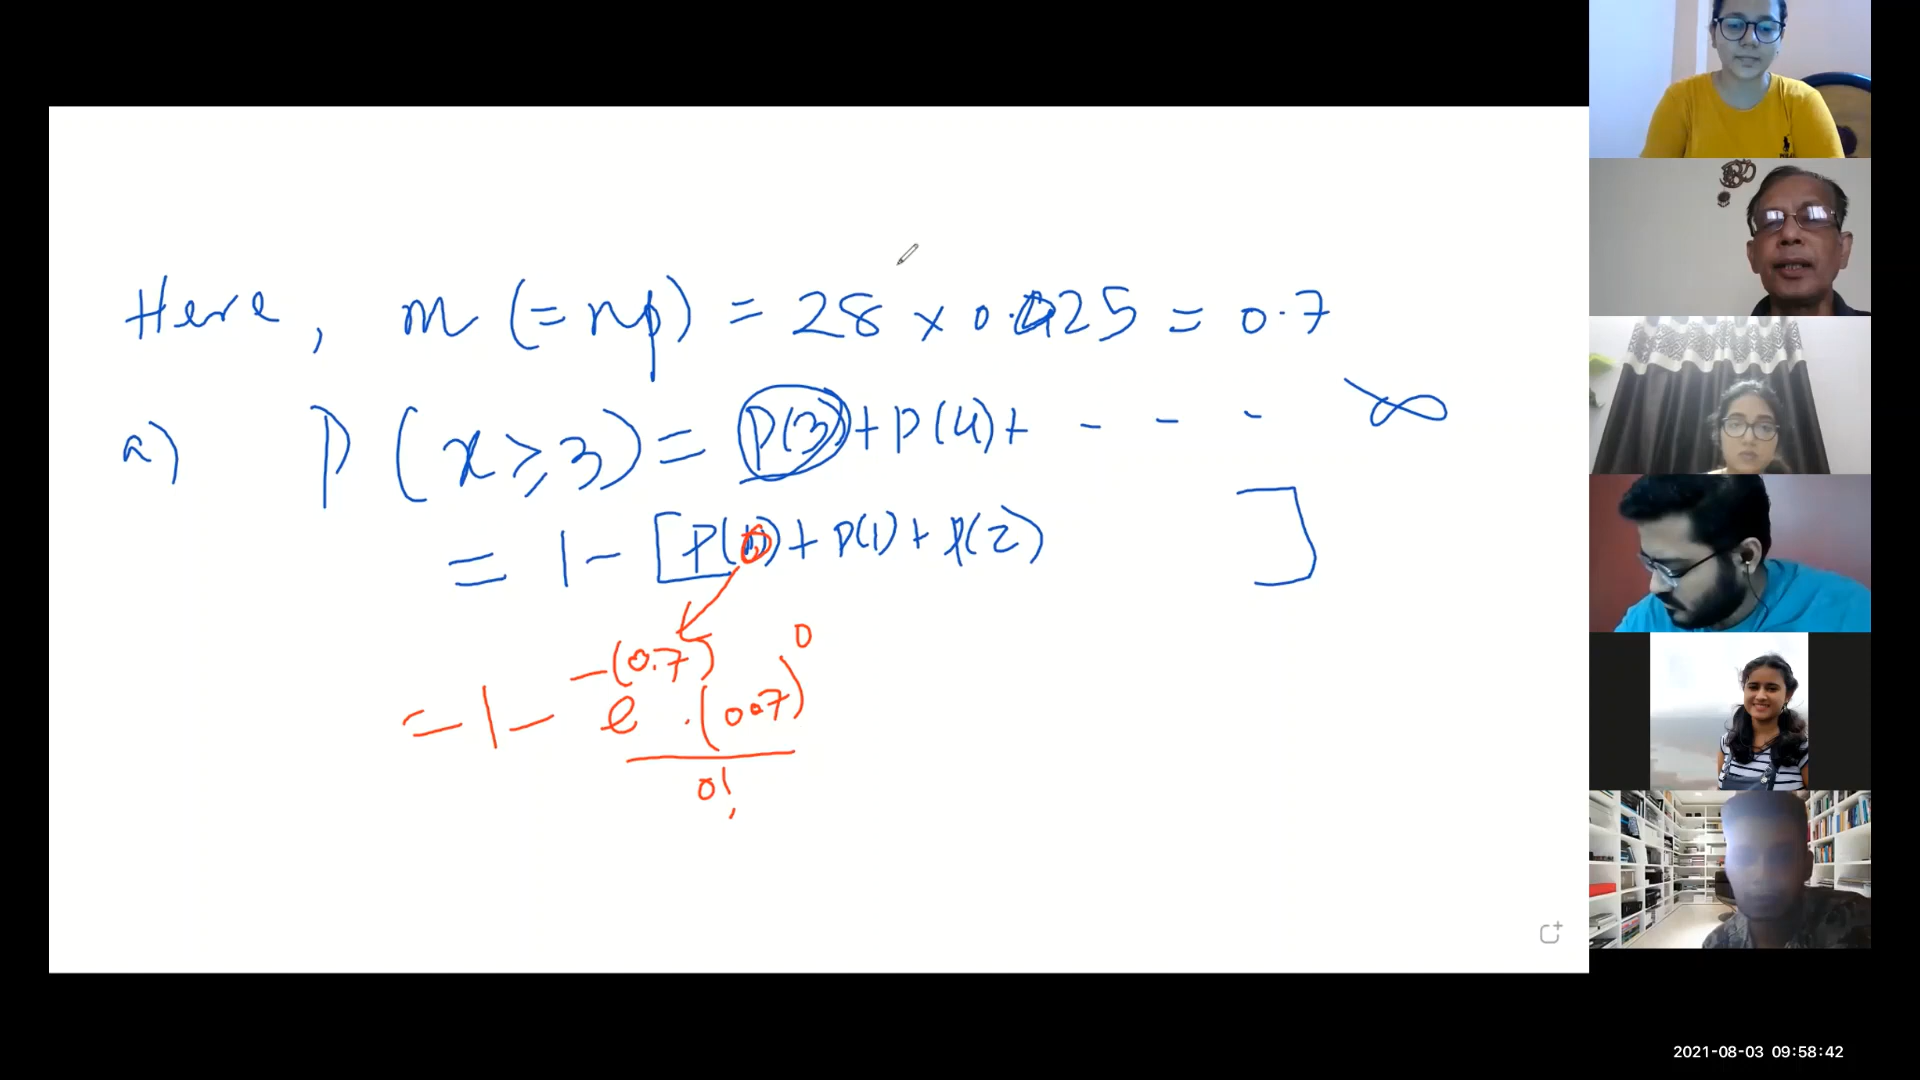 Here, m (= np) = 28 x 0.025 = 0.7
a) P (x ≥ 3) = P(3) + P(4) + - - - ∞
= 1 - [P(0) + P(1) + P(2) ]
= 1 - e^-(0.7) . (0.7)^0
0!
2021-08-03 09:58:42